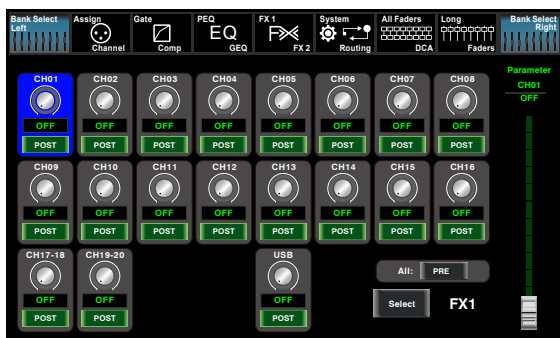 Bank Select Left
Assign Channel
Gate Comp
PEQ EQ GEQ
FX 1 FX FX 2
System Routing
All Faders DCA
Long Faders
Bank Select Right
Parameter
CH01
OFF
CH01 CH02 CH03 CH04 CH05 CH06 CH07 CH08
OFF OFF OFF OFF OFF OFF OFF OFF
POST POST POST POST POST POST POST POST
CH09 CH10 CH11 CH12 CH13 CH14 CH15 CH16
OFF OFF OFF OFF OFF OFF OFF OFF
POST POST POST POST POST POST POST POST
CH17-18 CH19-20 USB
OFF OFF OFF
POST POST POST
All: PRE
Select FX1